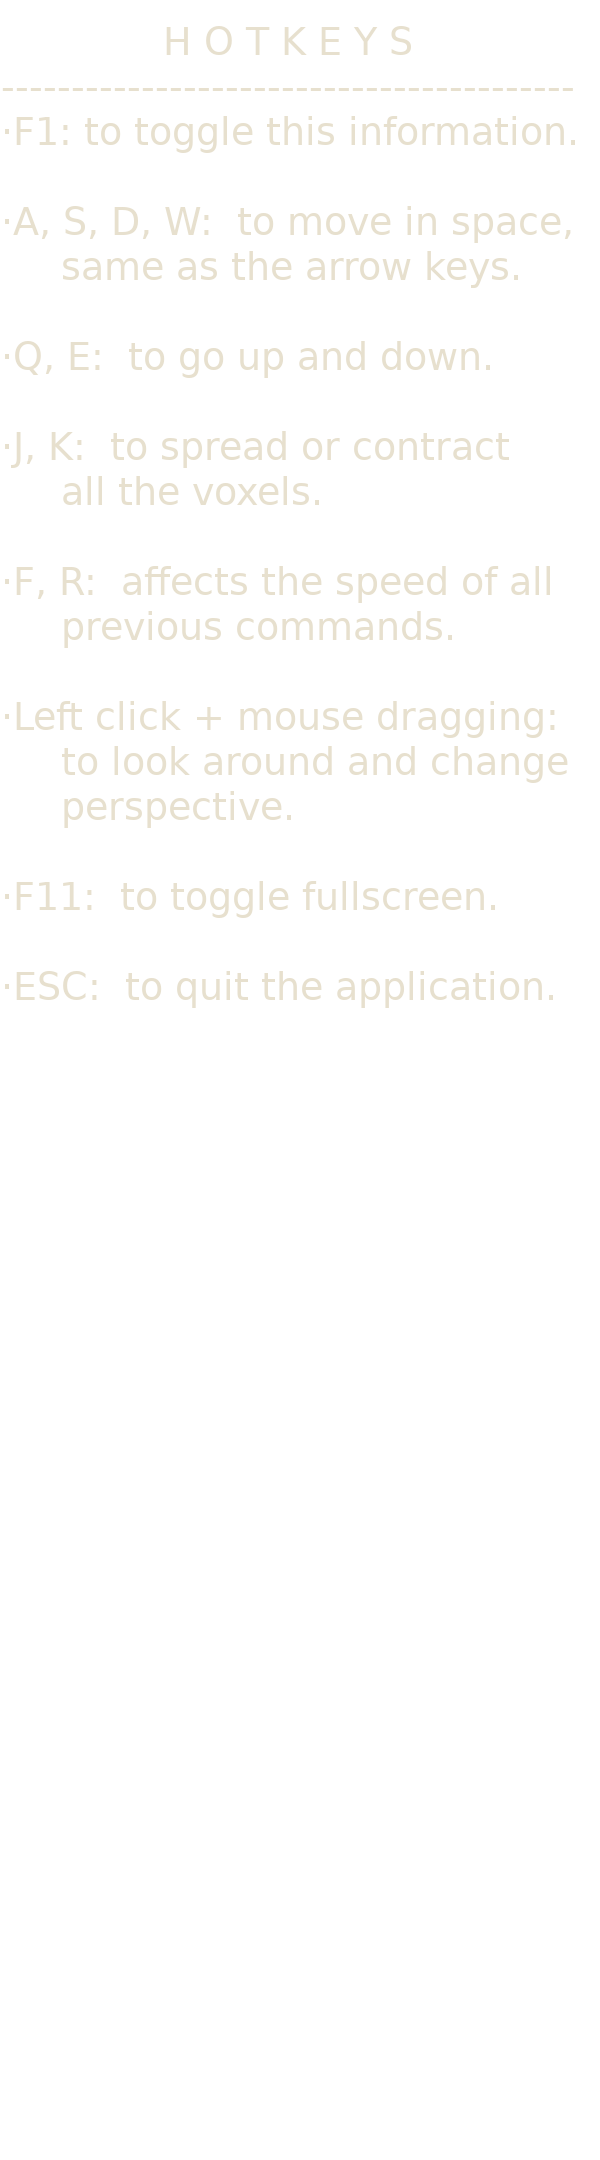 H O T K E Y S
-----------------------------------------
·F1: to toggle this information.
·A, S, D, W:  to move in space,
same as the arrow keys.
·Q, E:  to go up and down.
·J, K:  to spread or contract
all the voxels.
·F, R:  affects the speed of all
previous commands.
·Left click + mouse dragging:
to look around and change
perspective.
·F11:  to toggle fullscreen.
·ESC:  to quit the application.